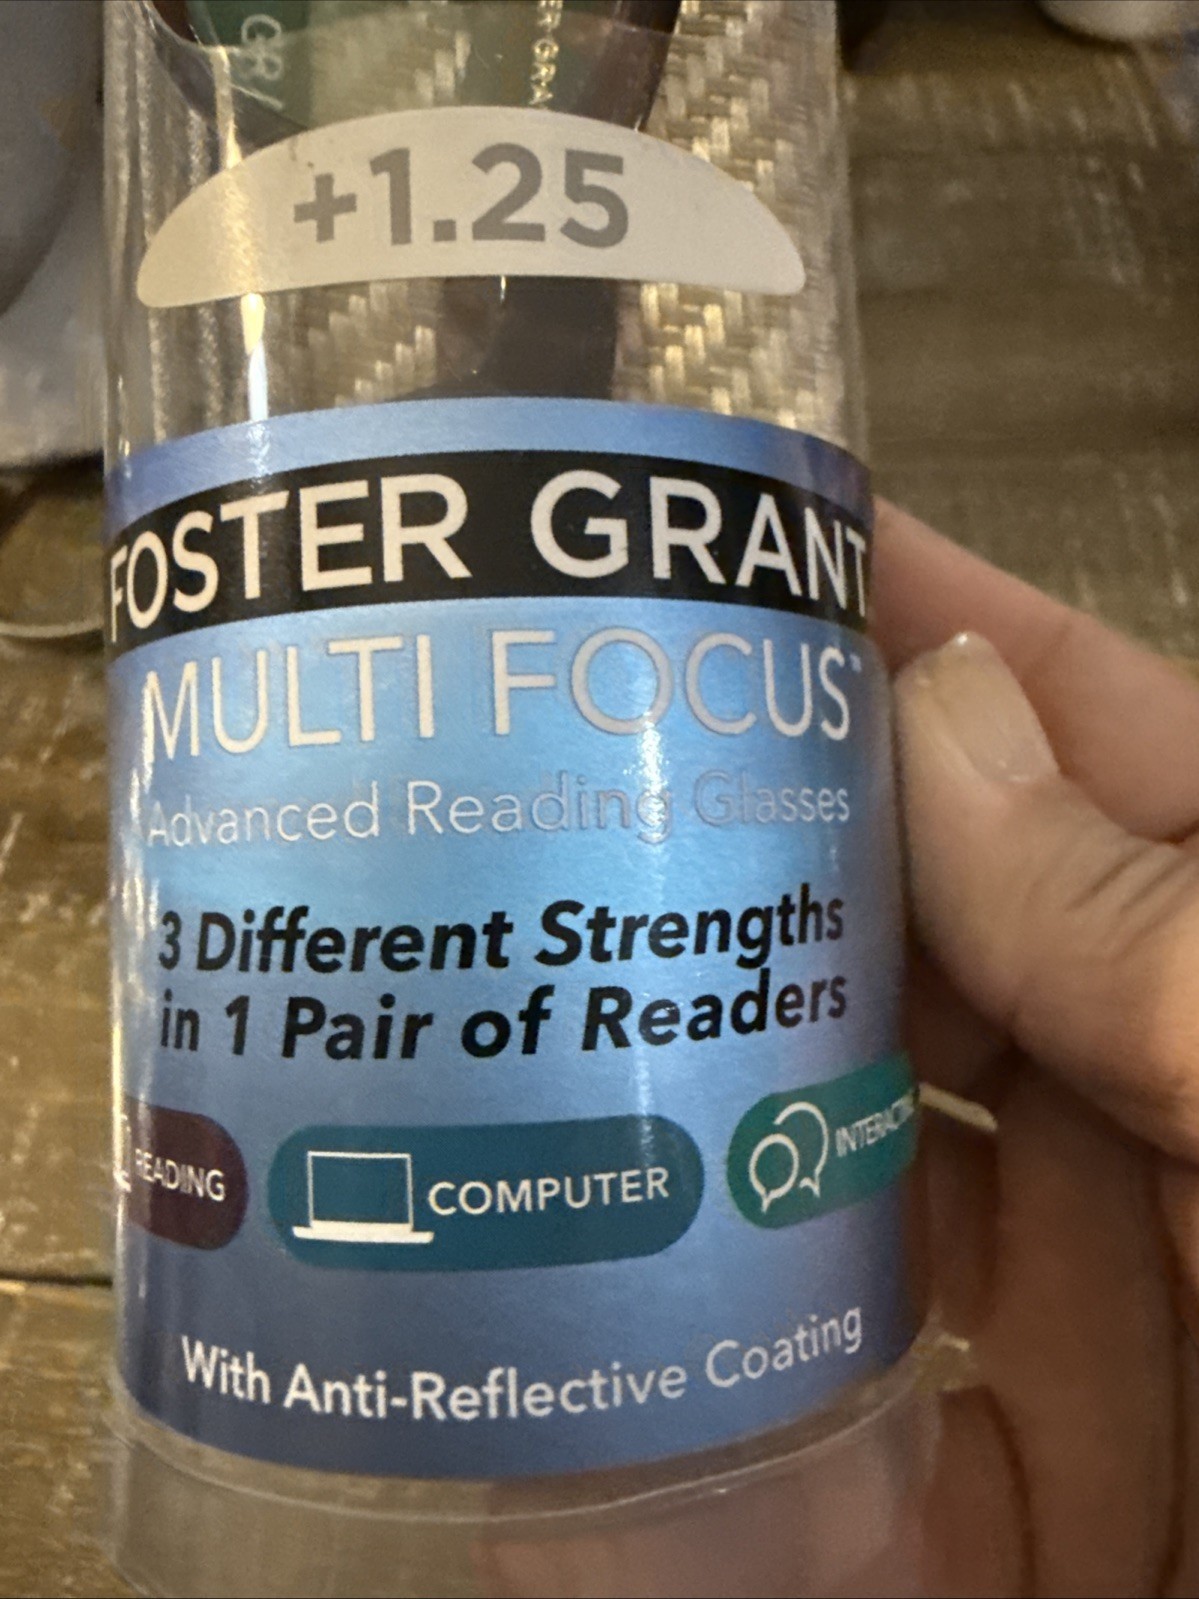 +1.25
FOSTER GRANT
MULTI FOCUS™
Advanced Reading Glasses
3 Different Strengths
in 1 Pair of Readers
READING
COMPUTER
With Anti-Reflective Coating